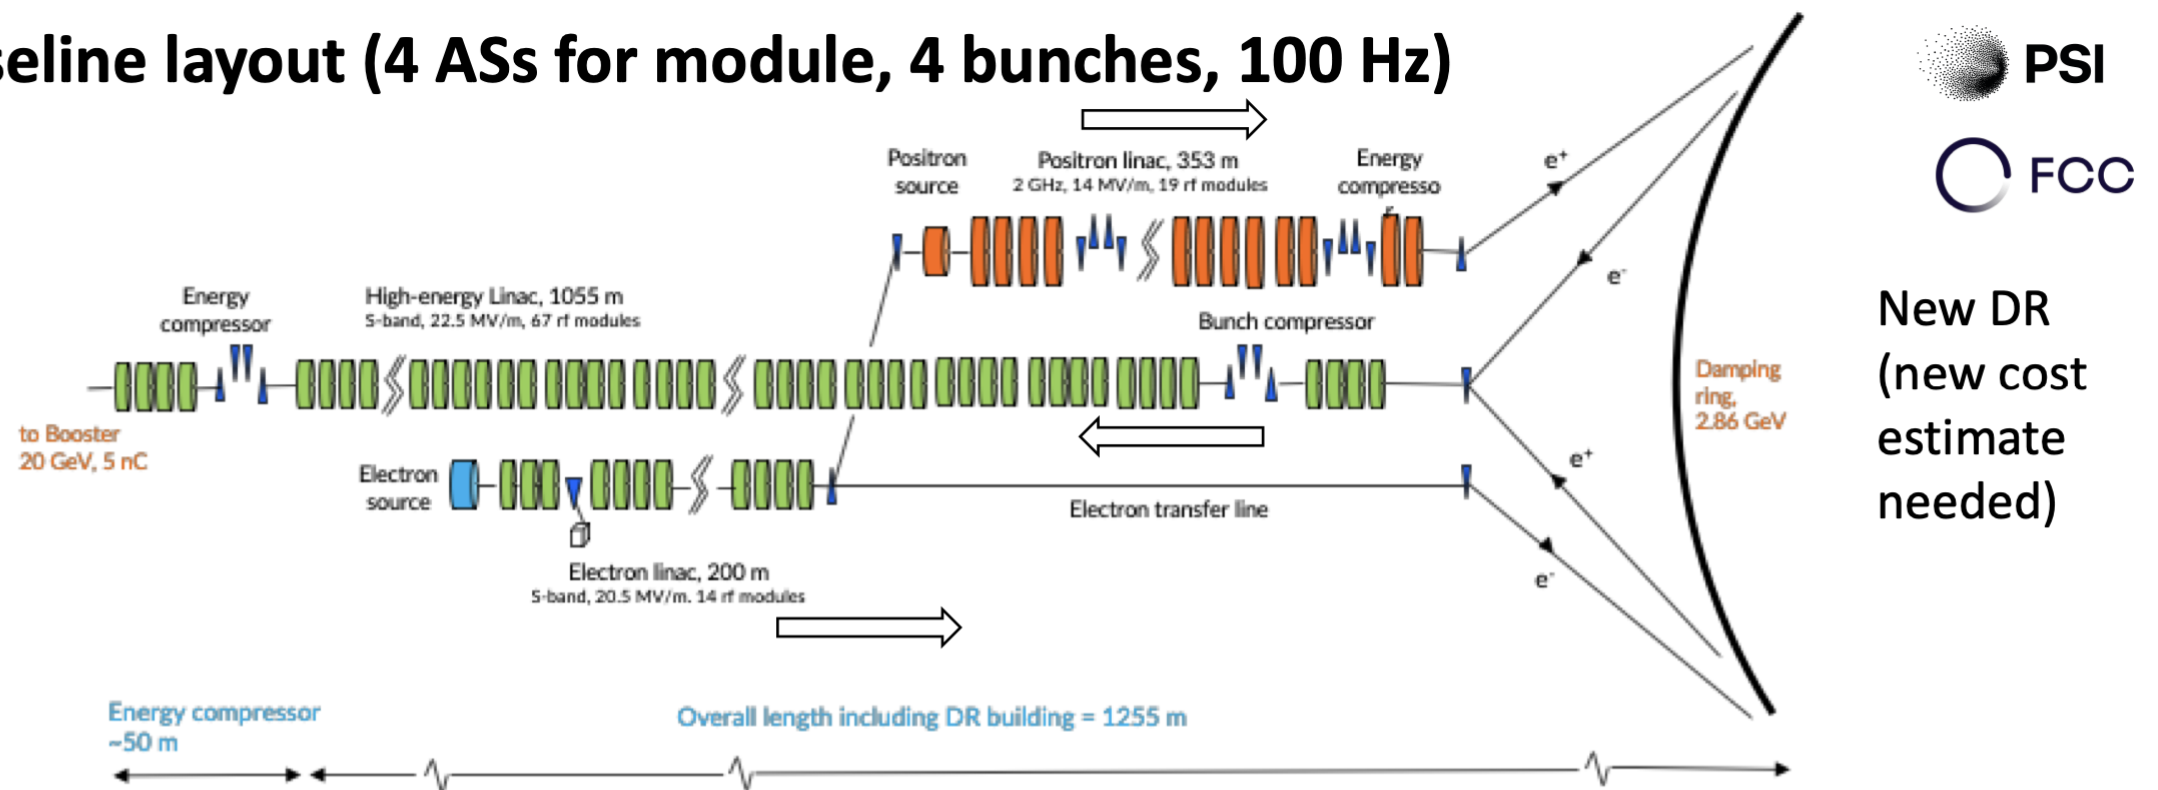 seline layout (4 ASs for module, 4 bunches, 100 Hz)
PSI
FCC
Positron
source
Positron linac, 353 m
2 GHz, 14 MV/m, 19 rf modules
Energy
compresso
r
e+
e-
Energy
compressor
High-energy Linac, 1055 m
S-band, 22.5 MV/m, 67 rf modules
Bunch compressor
New DR
(new cost
estimate
needed)
Damping
ring,
2.86 GeV
to Booster
20 GeV, 5 nC
Electron
source
Electron transfer line
e+
e-
Electron linac, 200 m
S-band, 20.5 MV/m. 14 rf modules
Energy compressor
~50 m
Overall length including DR building = 1255 m